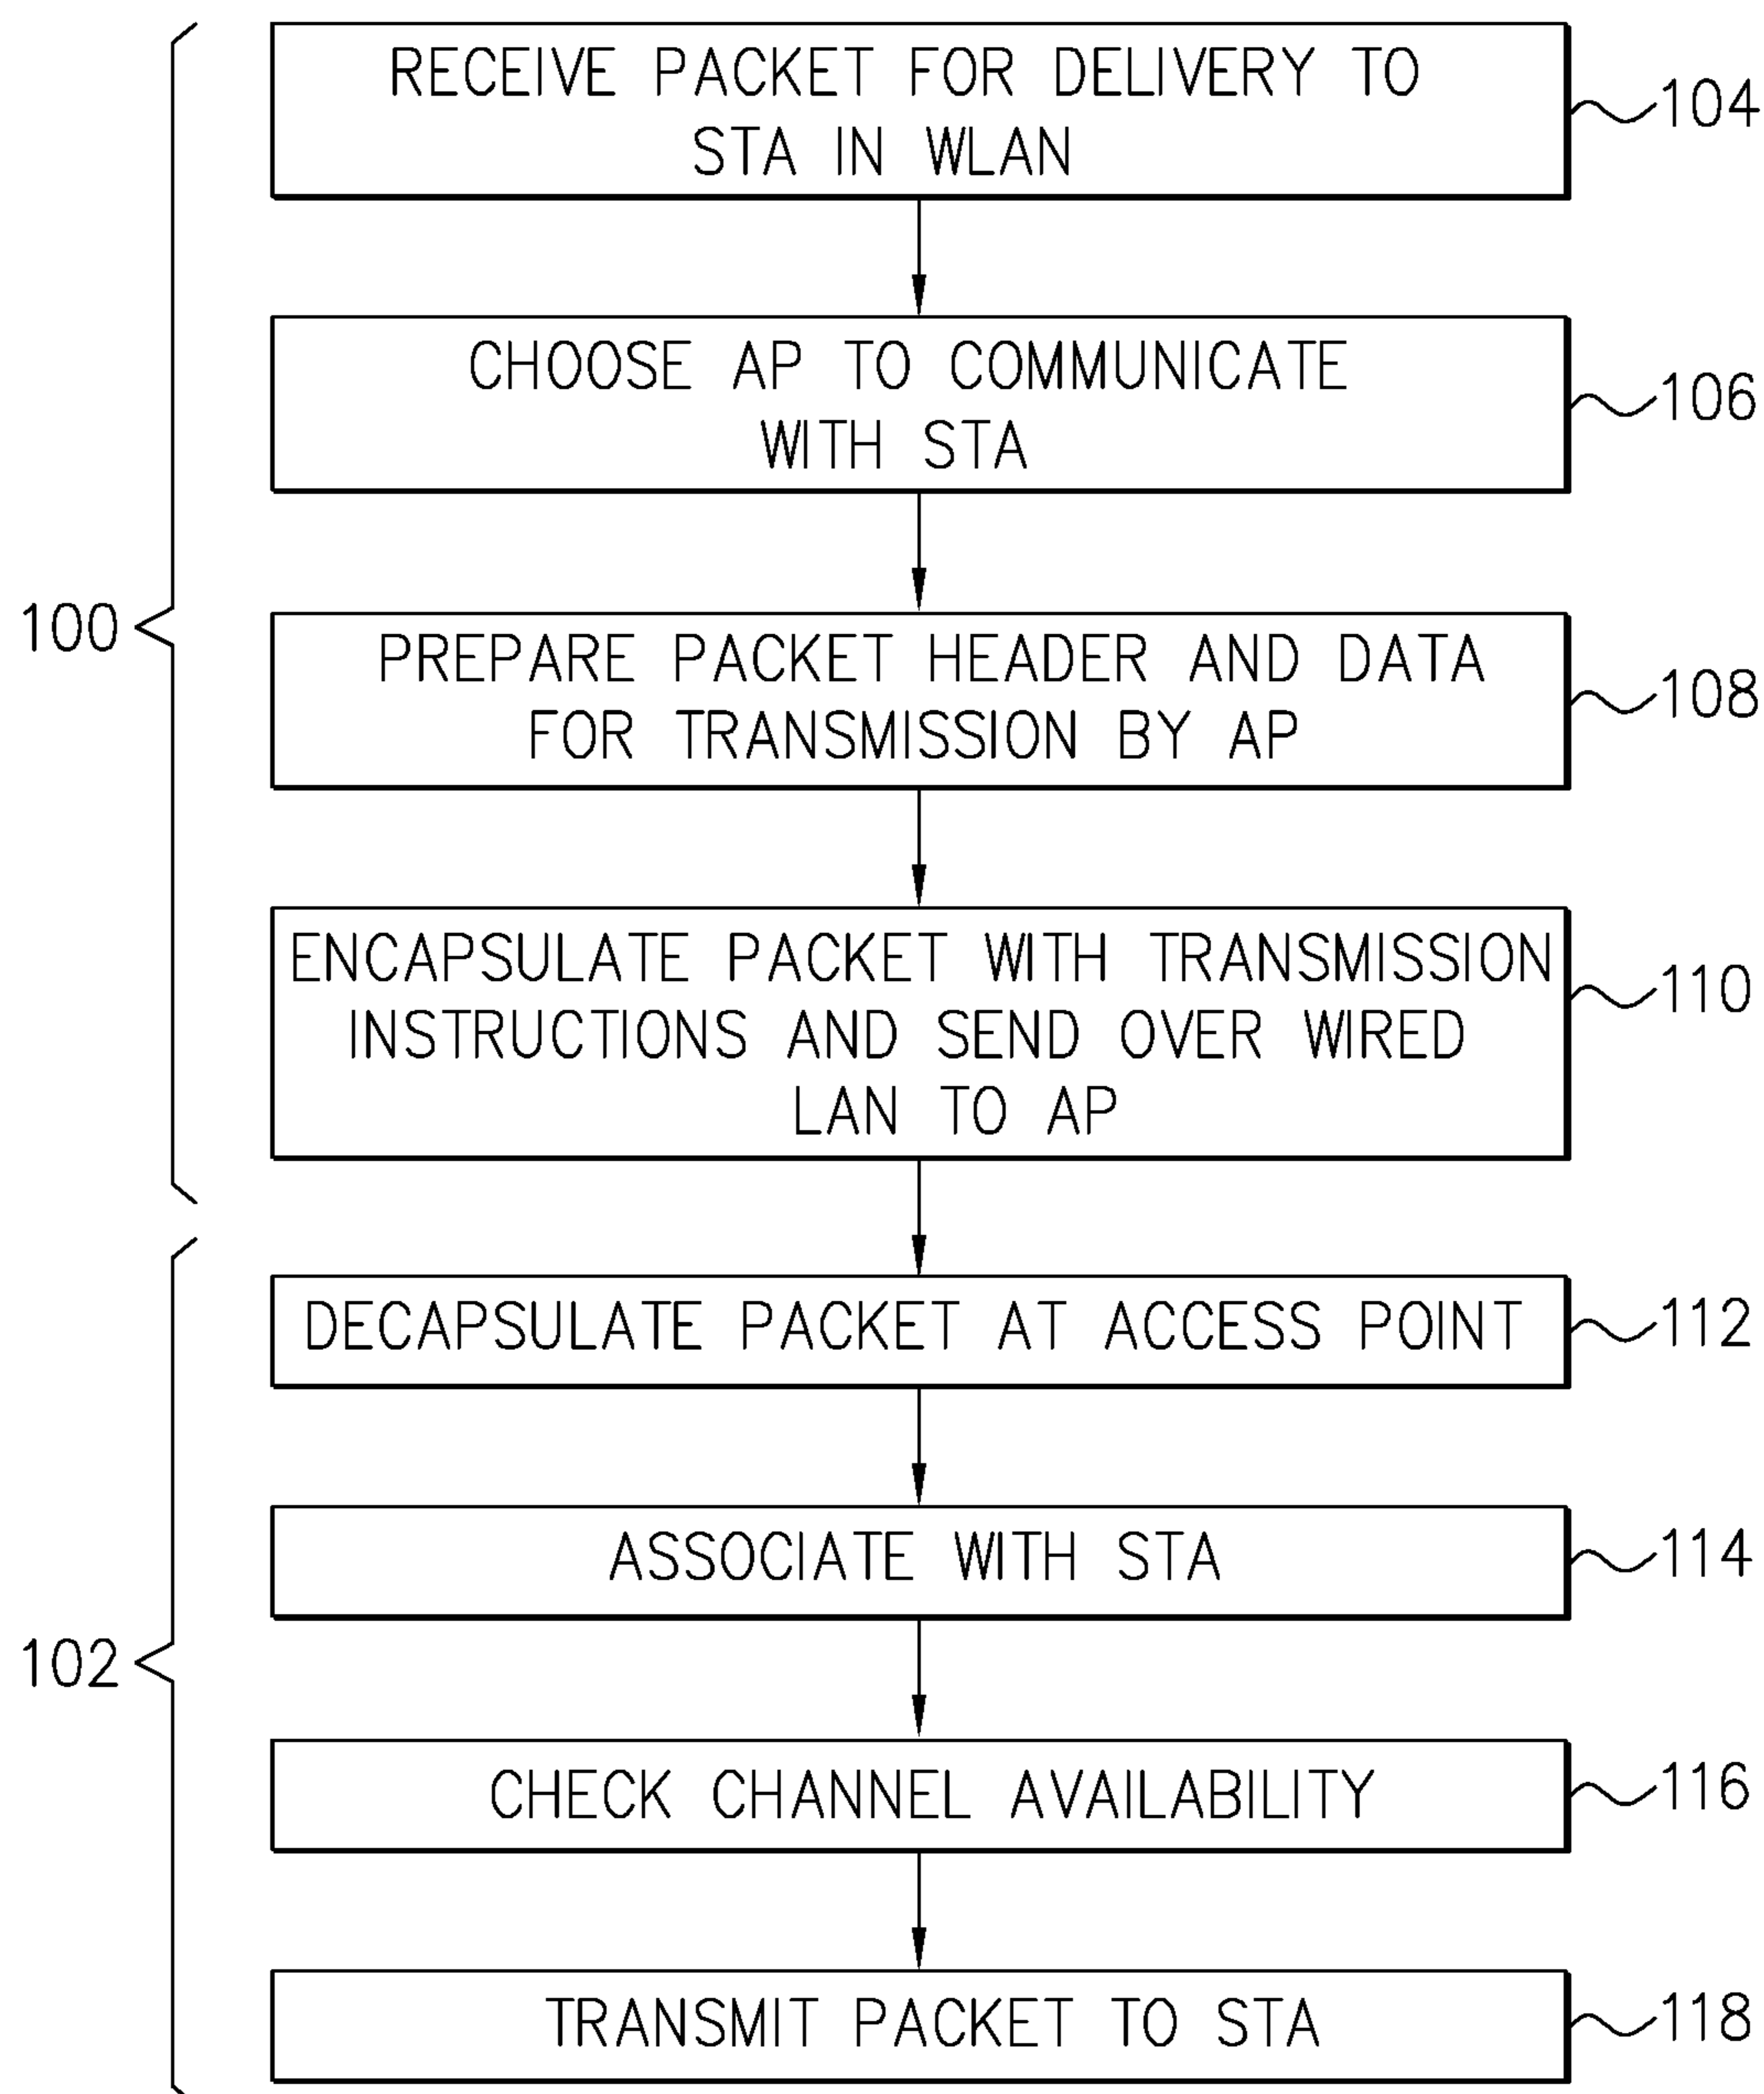 RECEIVE PACKET FOR DELIVERY TO
STA IN WLAN
104
CHOOSE AP TO COMMUNICATE
WITH STA
106
100
PREPARE PACKET HEADER AND DATA
FOR TRANSMISSION BY AP
108
ENCAPSULATE PACKET WITH TRANSMISSION
INSTRUCTIONS AND SEND OVER WIRED
LAN TO AP
110
DECAPSULATE PACKET AT ACCESS POINT
112
ASSOCIATE WITH STA
114
102
CHECK CHANNEL AVAILABILITY
116
TRANSMIT PACKET TO STA
118